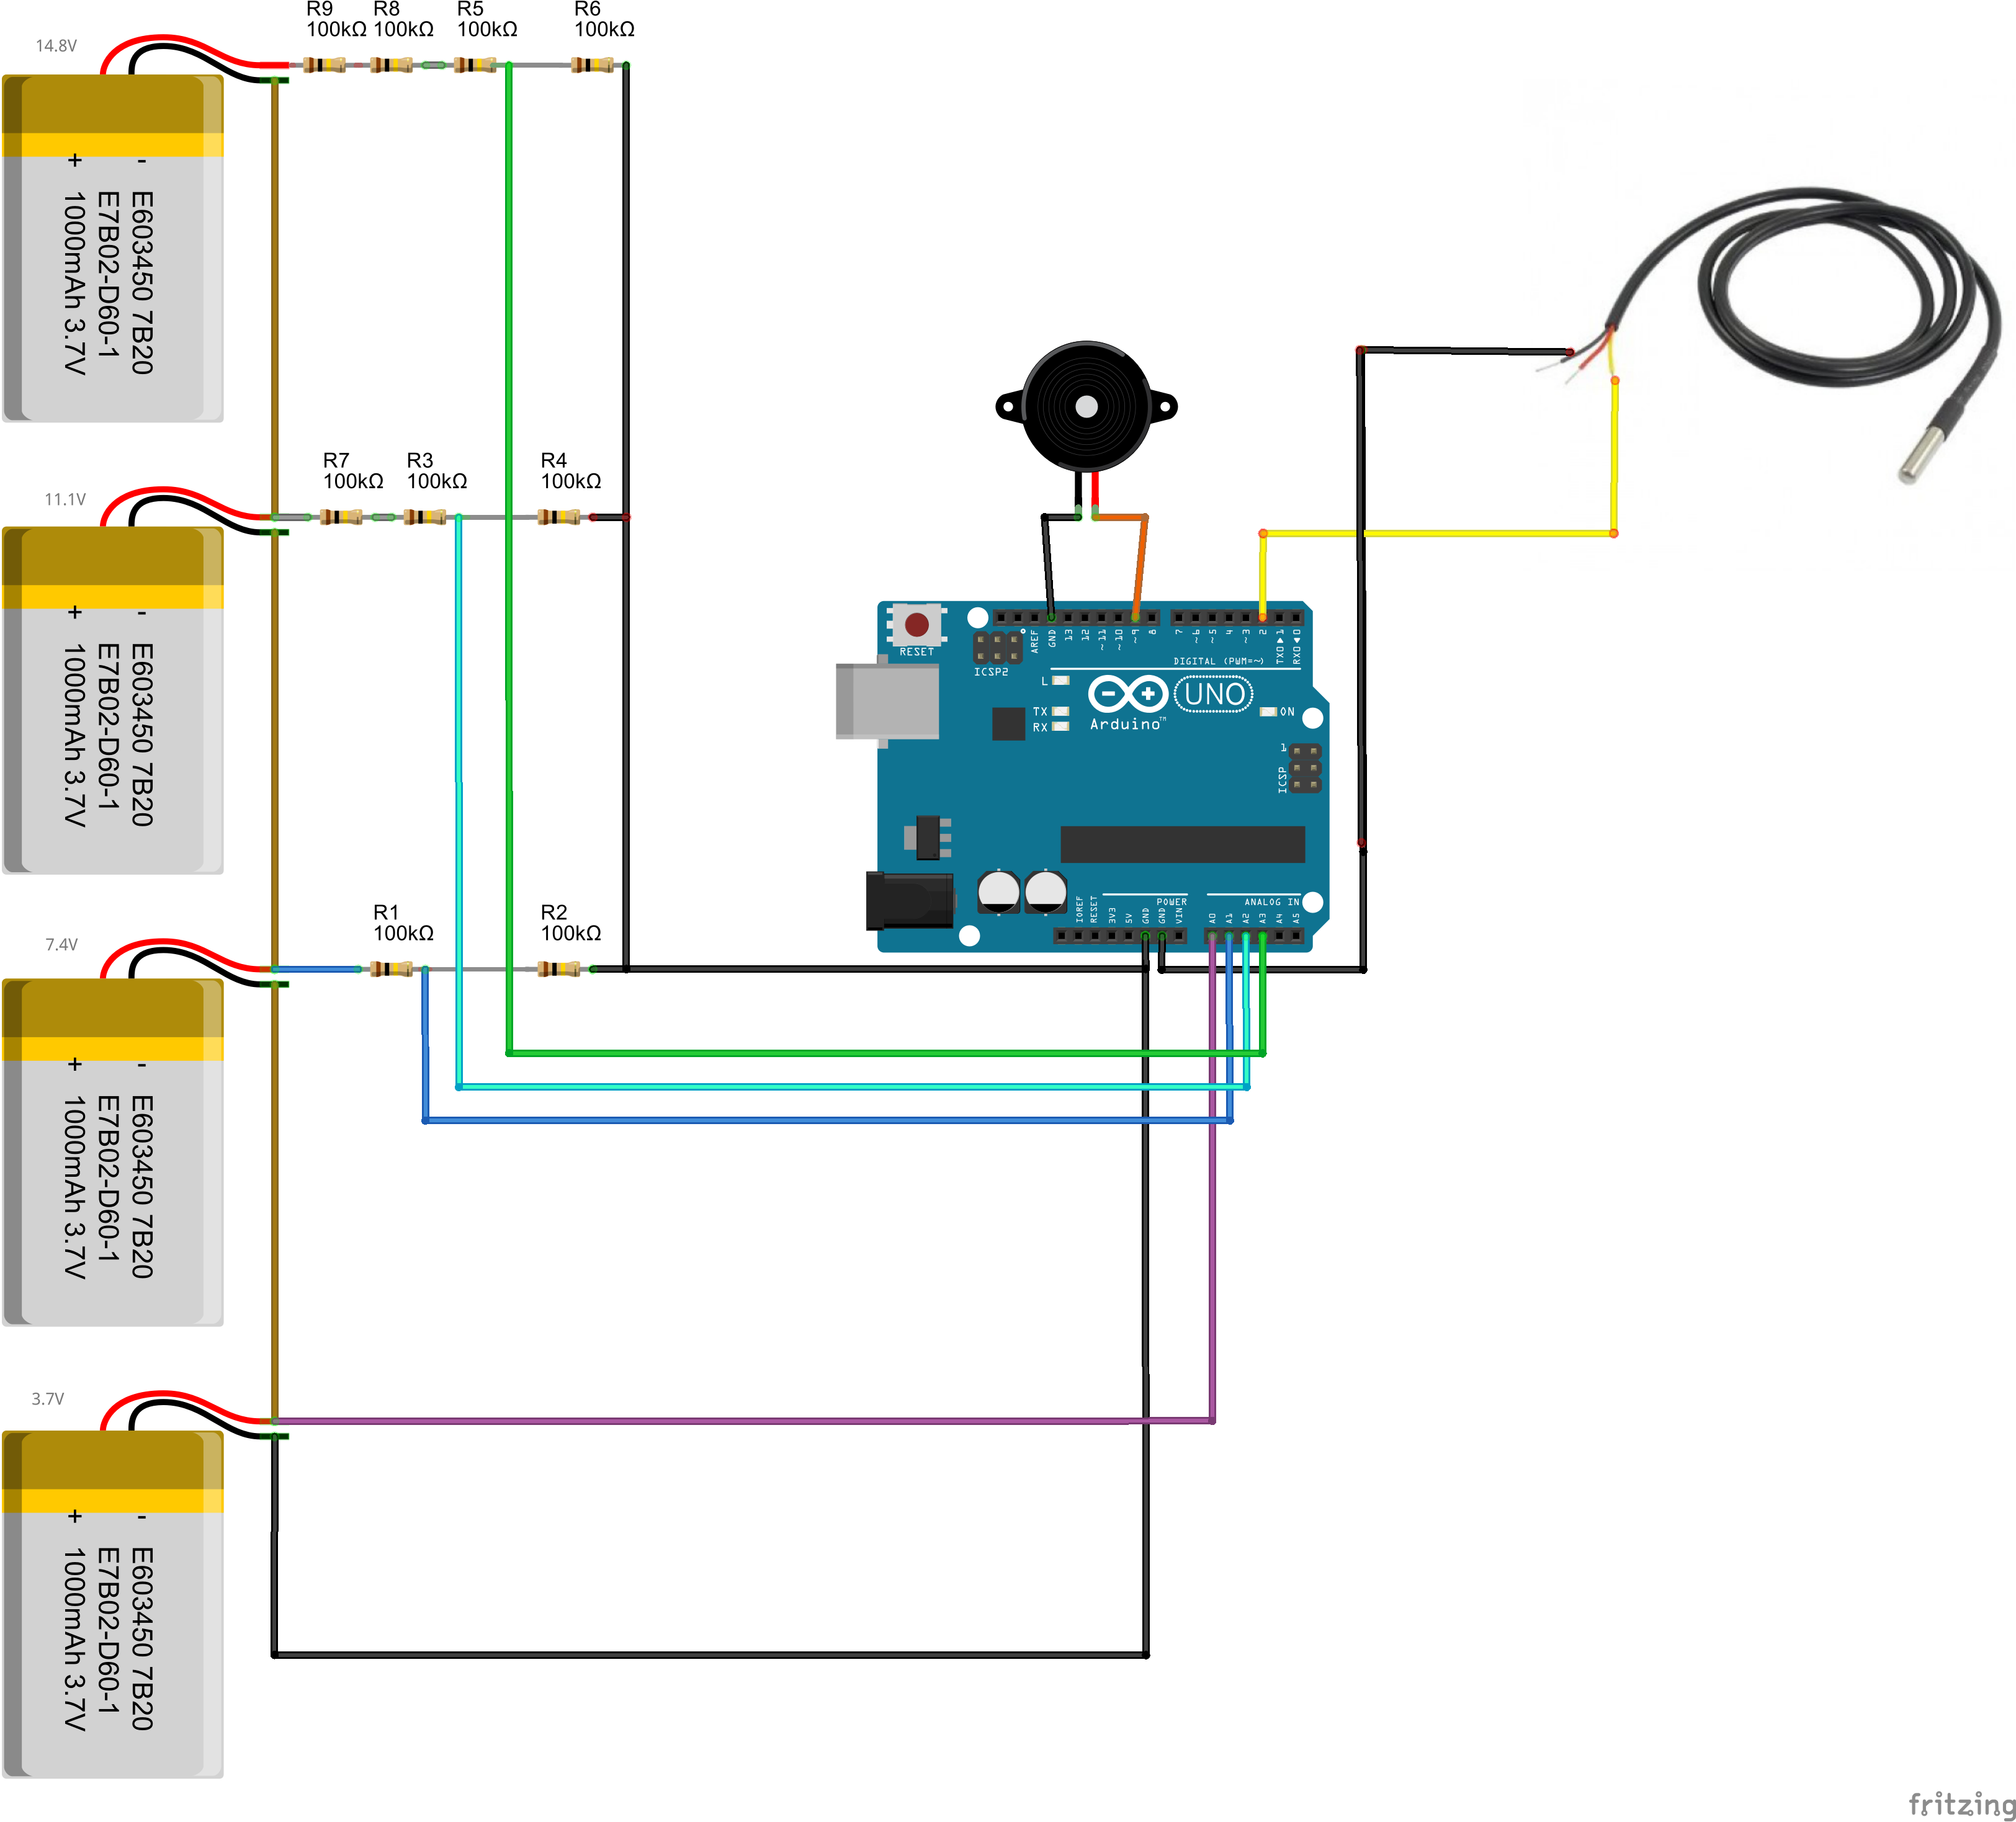 R9
100kΩ
R8
100kΩ
R5
100kΩ
R6
100kΩ
14.8V
+ -
E603450 7B20
E7B02-D60-1
1000mAh 3.7V
R7
100kΩ
R3
100kΩ
R4
100kΩ
11.1V
+ -
E603450 7B20
E7B02-D60-1
1000mAh 3.7V
RESET
ICSP2
AREF
GND
13
12
~11
~10
~9
8
7
~6
~5
4
~3
2
TX0▶1
RX0◀0
DIGITAL (PWM=~)
L
TX
RX
- +
UNO
Arduino™
ON
1
ICSP
R1
100kΩ
R2
100kΩ
7.4V
+ -
E603450 7B20
E7B02-D60-1
1000mAh 3.7V
POWER
ANALOG IN
IOREF
RESET
3V3
5V
GND
GND
VIN
A0
A1
A2
A3
A4
A5
3.7V
+ -
E603450 7B20
E7B02-D60-1
1000mAh 3.7V
fritzing